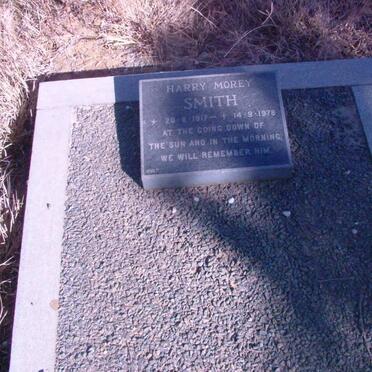 HARRY MOREY
SMITH
* 20-8-1917 – + 14-9-1978
AT THE GOING DOWN OF
THE SUN AND IN THE MORNING,
WE WILL REMEMBER HIM.